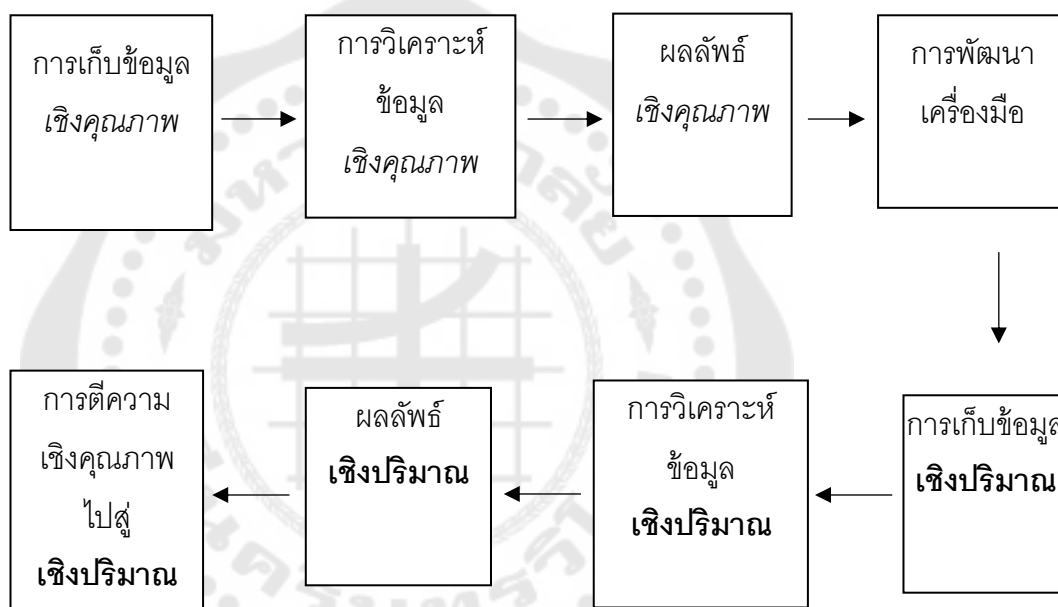 การเก็บข้อมูล
เชิงคุณภาพ
การวิเคราะห์
ข้อมูล
เชิงคุณภาพ
ผลลัพธ์
เชิงคุณภาพ
การพัฒนา
เครื่องมือ
การเก็บข้อมูล
เชิงปริมาณ
การวิเคราะห์
ข้อมูล
เชิงปริมาณ
ผลลัพธ์
เชิงปริมาณ
การตีความ
เชิงคุณภาพ
ไปสู่
เชิงปริมาณ